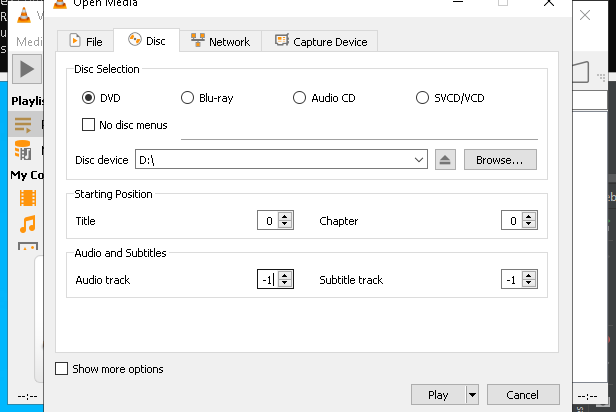 Open Media
Medi
File
Disc
Network
Capture Device
Disc Selection
DVD
Blu-ray
Audio CD
SVCD/VCD
No disc menus
Disc device
D:\
Browse...
Starting Position
Title
0
Chapter
0
Audio and Subtitles
Audio track
-1
Subtitle track
-1
Show more options
Play
Cancel
Playlis
My Co
--:--
--:--